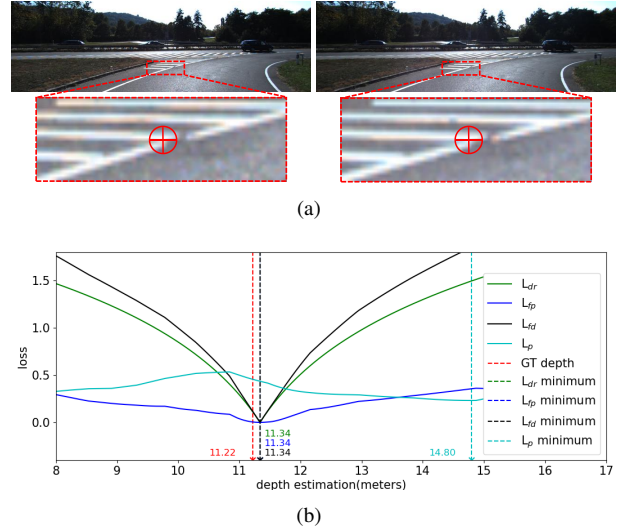 (a)
1.5
1.0
0.5
0.0
loss
L_dr
L_fp
L_fd
L_p
GT depth
L_dr minimum
L_fp minimum
L_fd minimum
L_p minimum
11.34
11.34
11.22 11.34 14.80
8 9 10 11 12 13 14 15 16 17
depth estimation(meters)
(b)